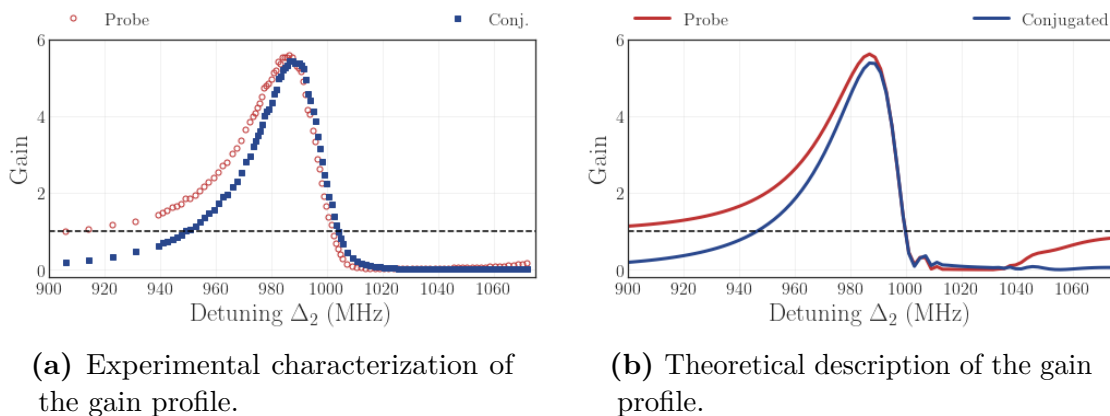 Probe Conj.
6
4
2
0
Gain
900 920 940 960 980 1000 1020 1040 1060
Detuning Δ₂ (MHz)
(a) Experimental characterization of
the gain profile.
Probe Conjugated
6
4
2
0
Gain
900 920 940 960 980 1000 1020 1040 1060
Detuning Δ₂ (MHz)
(b) Theoretical description of the gain
profile.